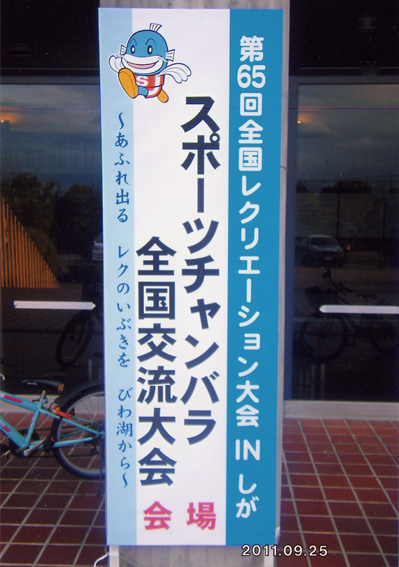 第65回全国レクリエーション大会 IN しが
スポーツチャンバラ
全国交流大会
会場
〜あふれ出る レクのいぶきを びわ湖から〜
S
2011.09.25